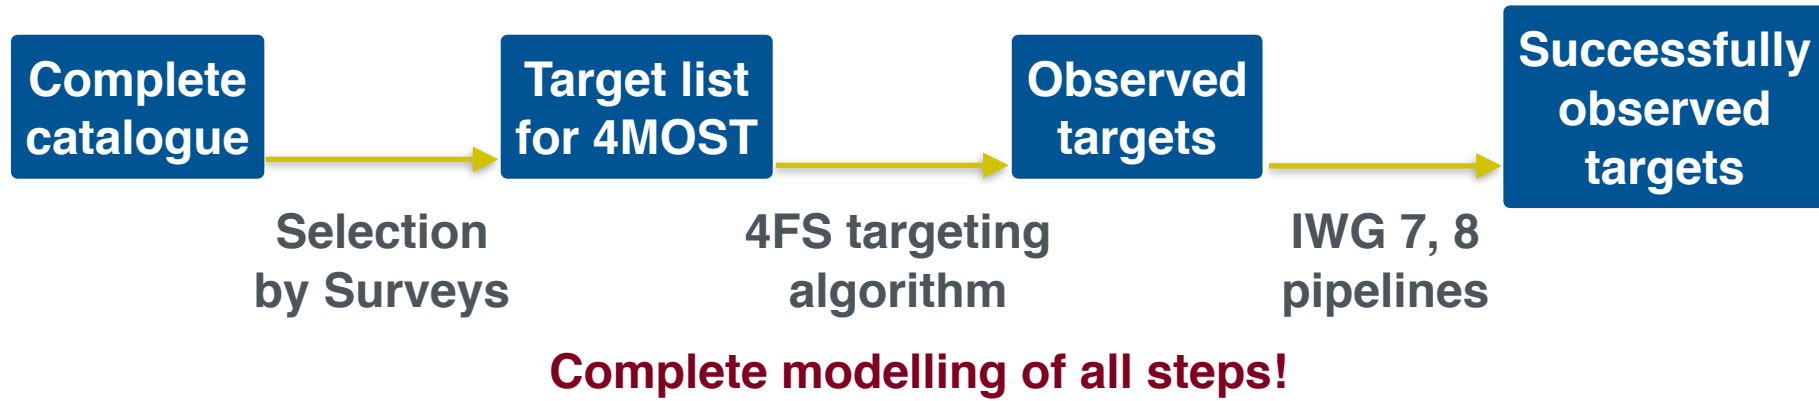 Complete
catalogue
Target list
for 4MOST
Observed
targets
Successfully
observed
targets
Selection
by Surveys
4FS targeting
algorithm
IWG 7, 8
pipelines
Complete modelling of all steps!